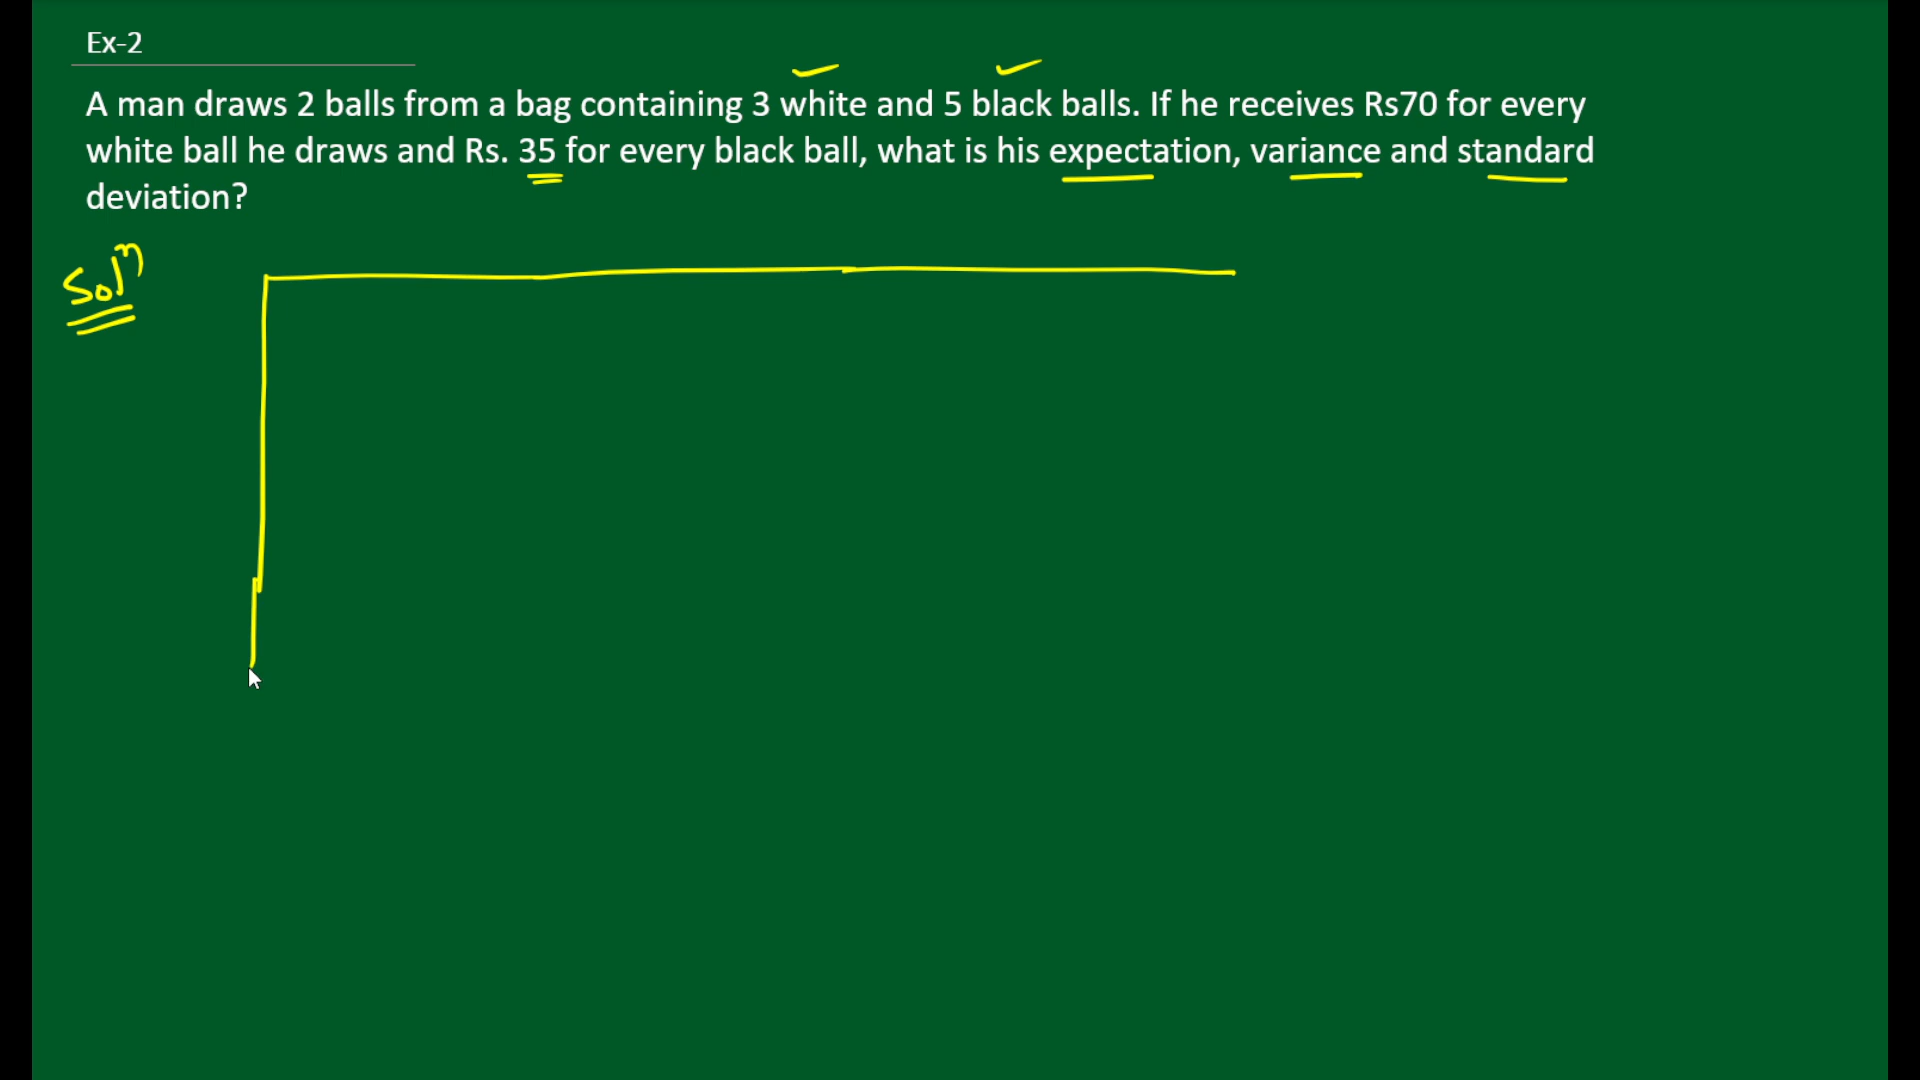 Ex-2
A man draws 2 balls from a bag containing 3 white and 5 black balls. If he receives Rs70 for every
white ball he draws and Rs. 35 for every black ball, what is his expectation, variance and standard
deviation?
Solⁿ